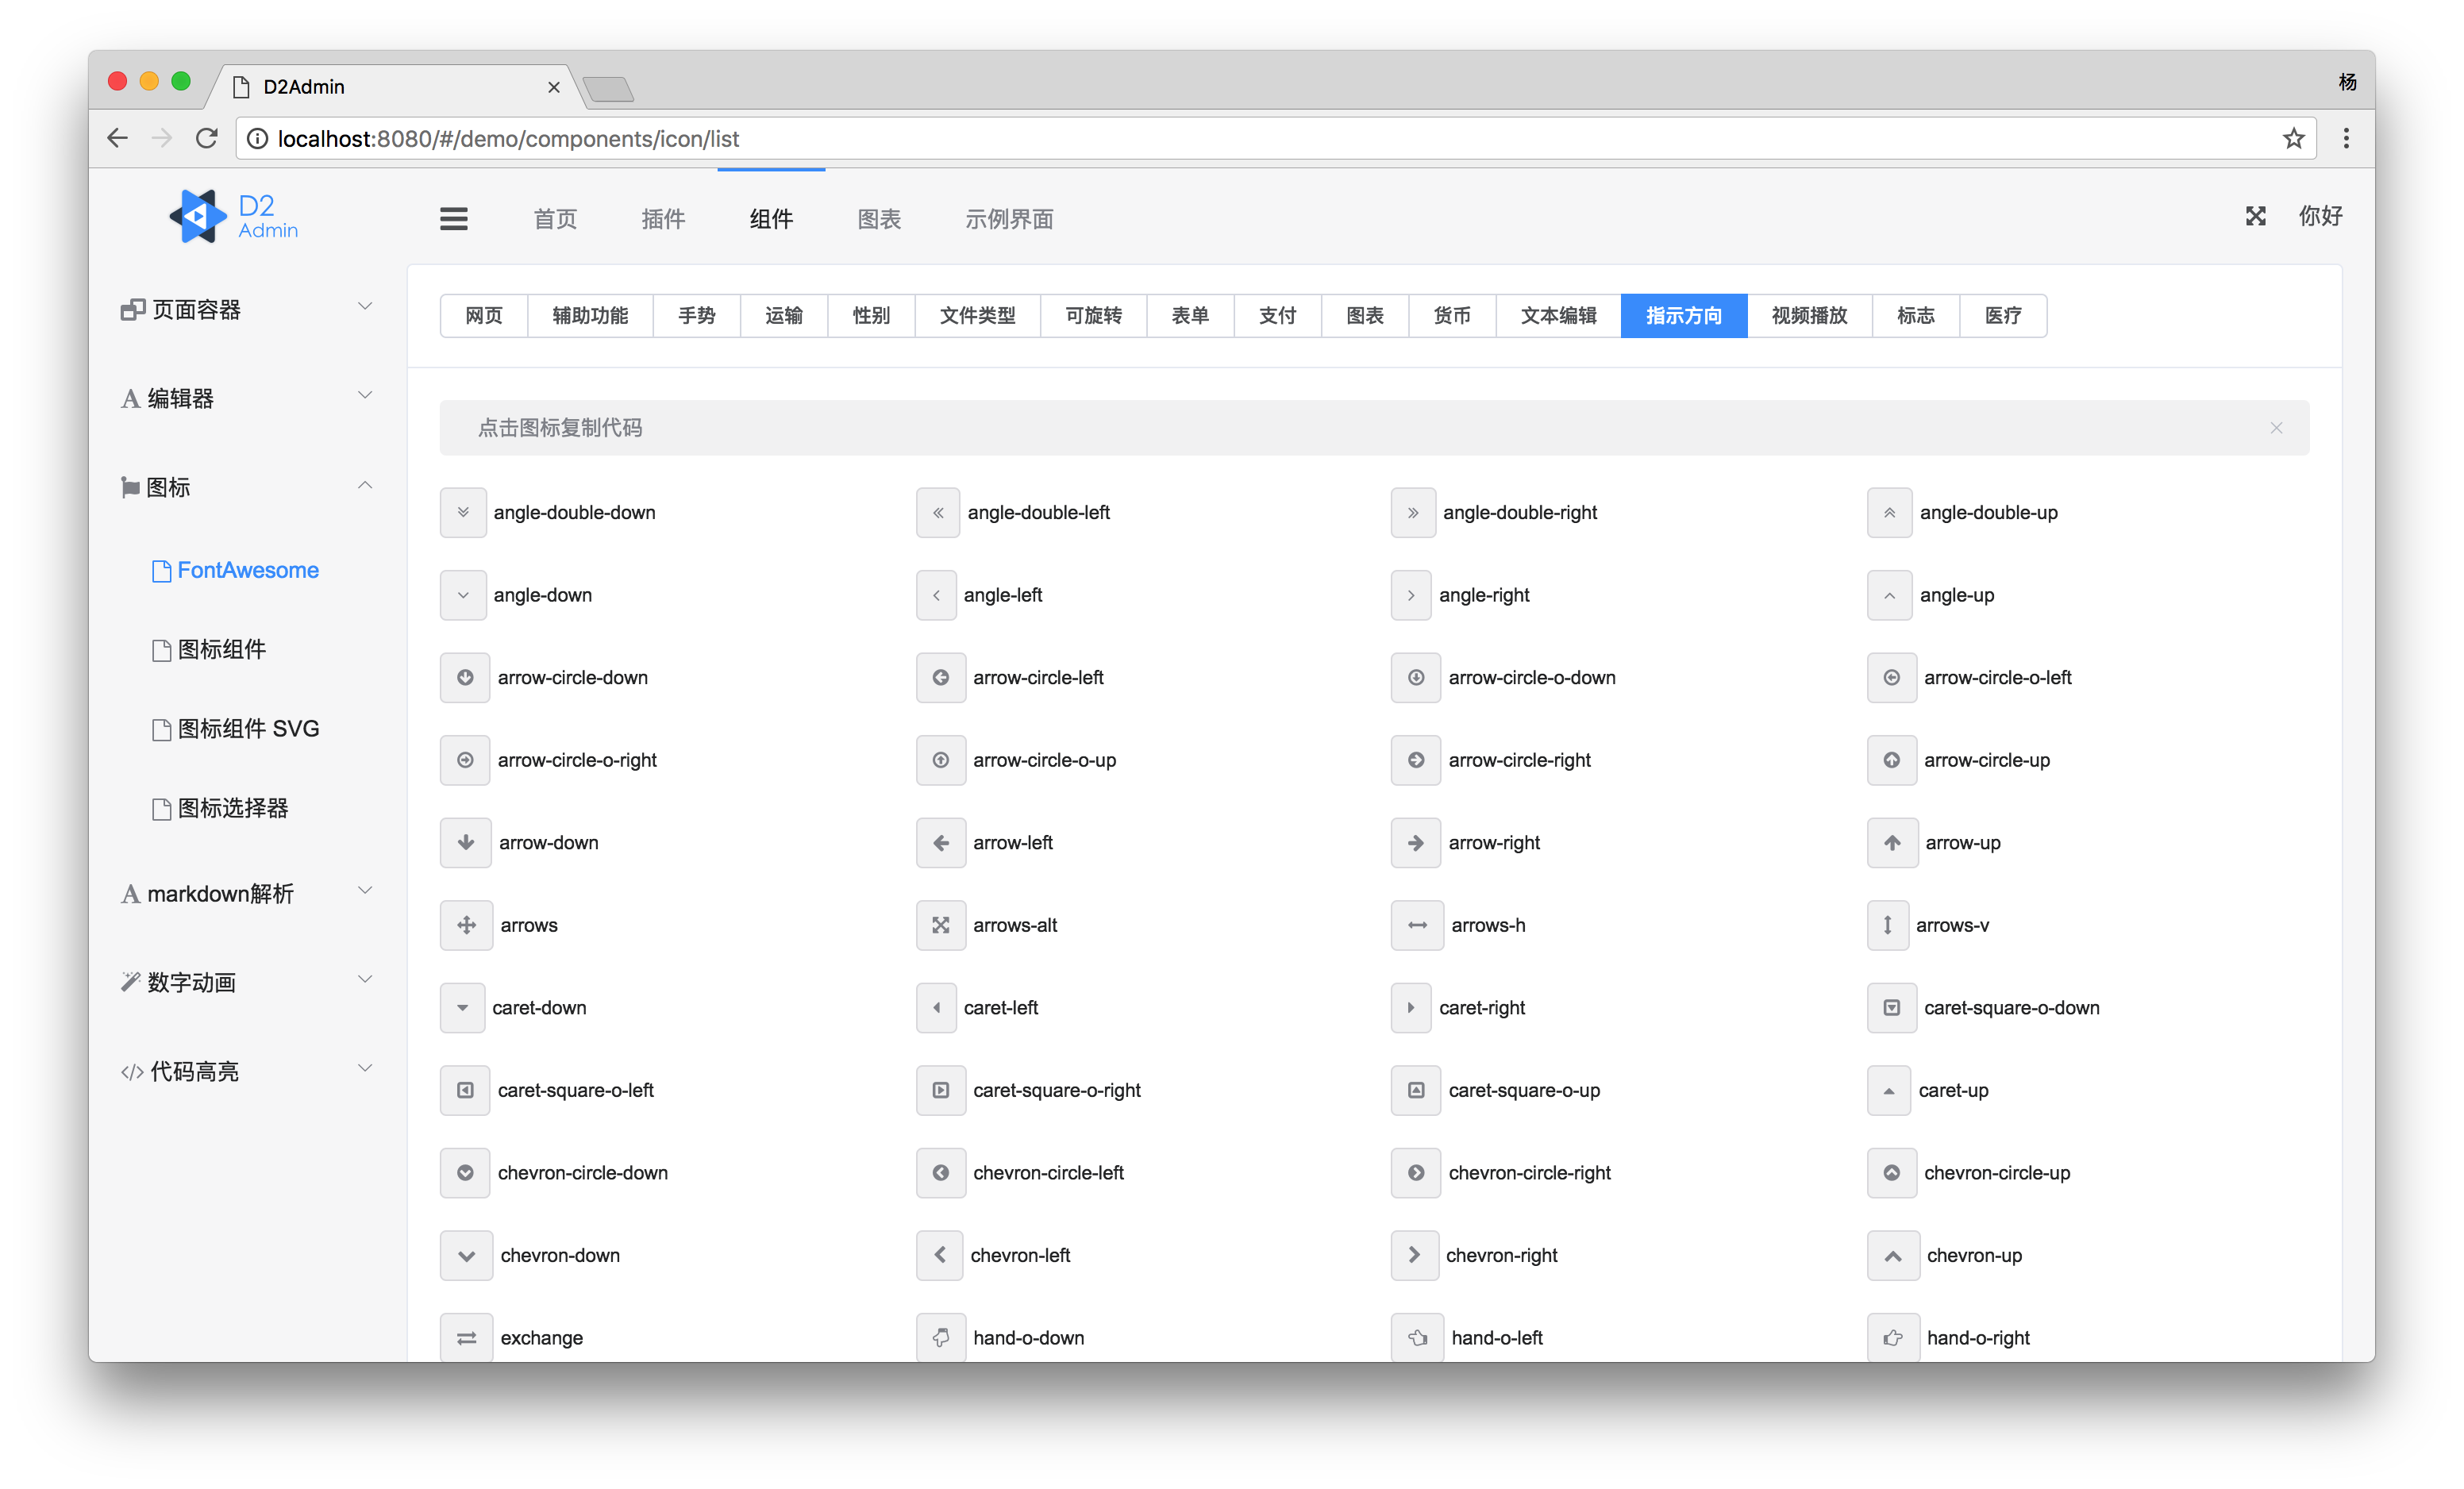 D2Admin
杨
localhost:8080/#/demo/components/icon/list
D2
Admin
首页 插件 组件 图表 示例界面
你好
页面容器
编辑器
图标
FontAwesome
图标组件
图标组件 SVG
图标选择器
markdown解析
数字动画
代码高亮
网页 辅助功能 手势 运输 性别 文件类型 可旋转 表单 支付 图表 货币 文本编辑 指示方向 视频播放 标志 医疗
点击图标复制代码
angle-double-down angle-double-left angle-double-right angle-double-up
angle-down angle-left angle-right angle-up
arrow-circle-down arrow-circle-left arrow-circle-o-down arrow-circle-o-left
arrow-circle-o-right arrow-circle-o-up arrow-circle-right arrow-circle-up
arrow-down arrow-left arrow-right arrow-up
arrows arrows-alt arrows-h arrows-v
caret-down caret-left caret-right caret-square-o-down
caret-square-o-left caret-square-o-right caret-square-o-up caret-up
chevron-circle-down chevron-circle-left chevron-circle-right chevron-circle-up
chevron-down chevron-left chevron-right chevron-up
exchange hand-o-down hand-o-left hand-o-right